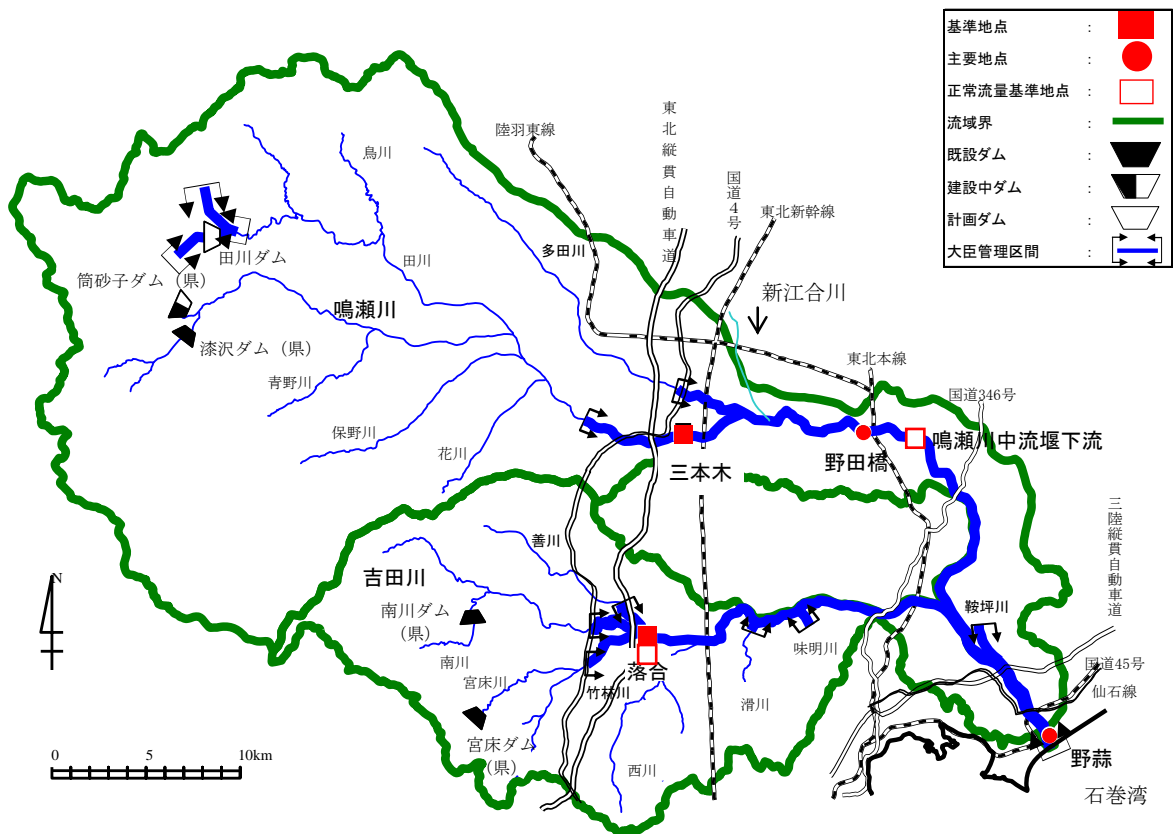 基準地点 :
主要地点 :
正常流量基準地点 :
流域界 :
既設ダム :
建設中ダム :
計画ダム :
大臣管理区間 :
陸羽東線
東北縦貫自動車道
国道4号
東北新幹線
鳥川
多田川
田川
田川ダム
筒砂子ダム（県）
鳴瀬川
新江合川
漆沢ダム（県）
青野川
東北本線
国道346号
保野川
花川
三本木
野田橋
鳴瀬川中流堰下流
三陸縦貫自動車道
善川
吉田川
南川ダム
（県）
鞍坪川
南川
宮床川
落合
竹林川
味明川
滑川
国道45号
仙石線
宮床ダム
（県）
西川
野蒜
石巻湾
N
0 5 10km